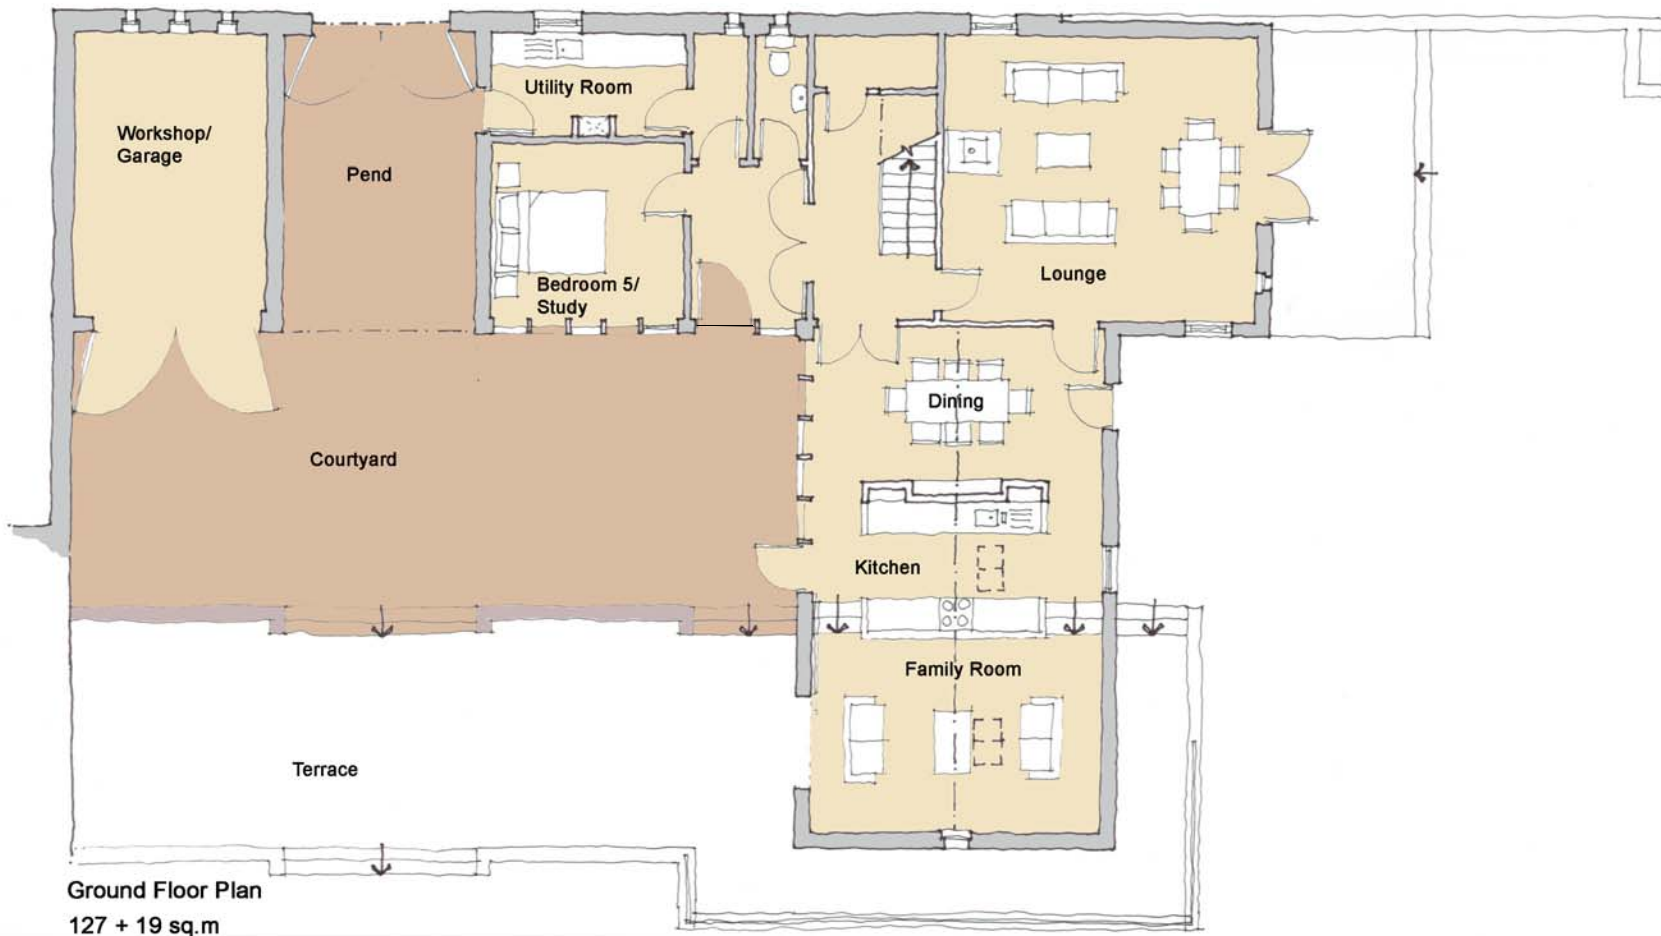 Utility Room
Workshop/
Garage
Pend
Bedroom 5/
Study
Lounge
Dining
Courtyard
Kitchen
Family Room
Terrace
Ground Floor Plan
127 + 19 sq.m